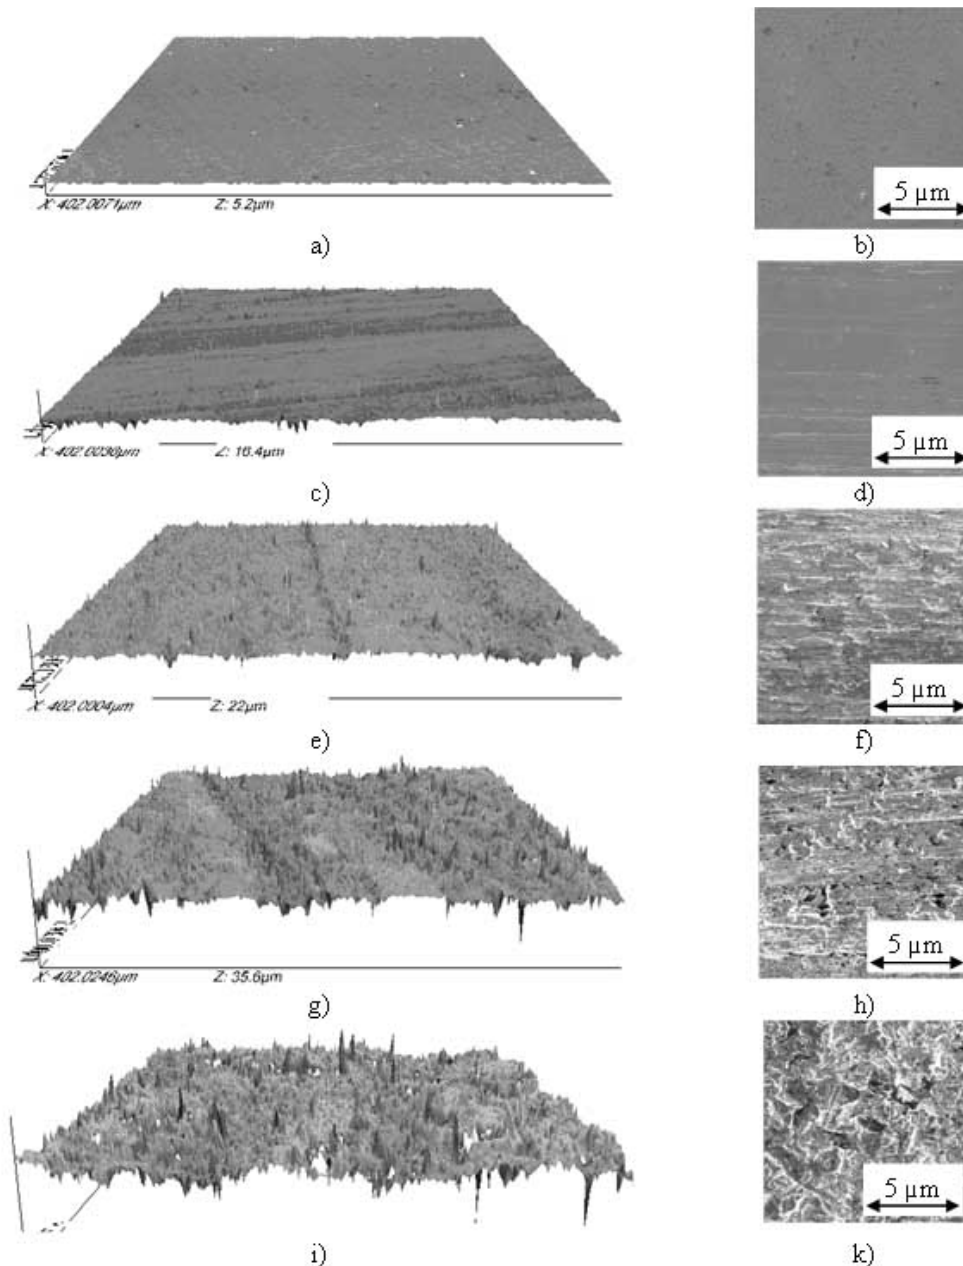 5 µm
X: 402.0071µm Z: 5.2µm
a) b)
5 µm
X: 402.0036µm Z: 16.4µm
c) d)
5 µm
X: 402.0004µm Z: 22µm
e) f)
5 µm
X: 402.0246µm Z: 35.6µm
g) h)
5 µm
i) k)